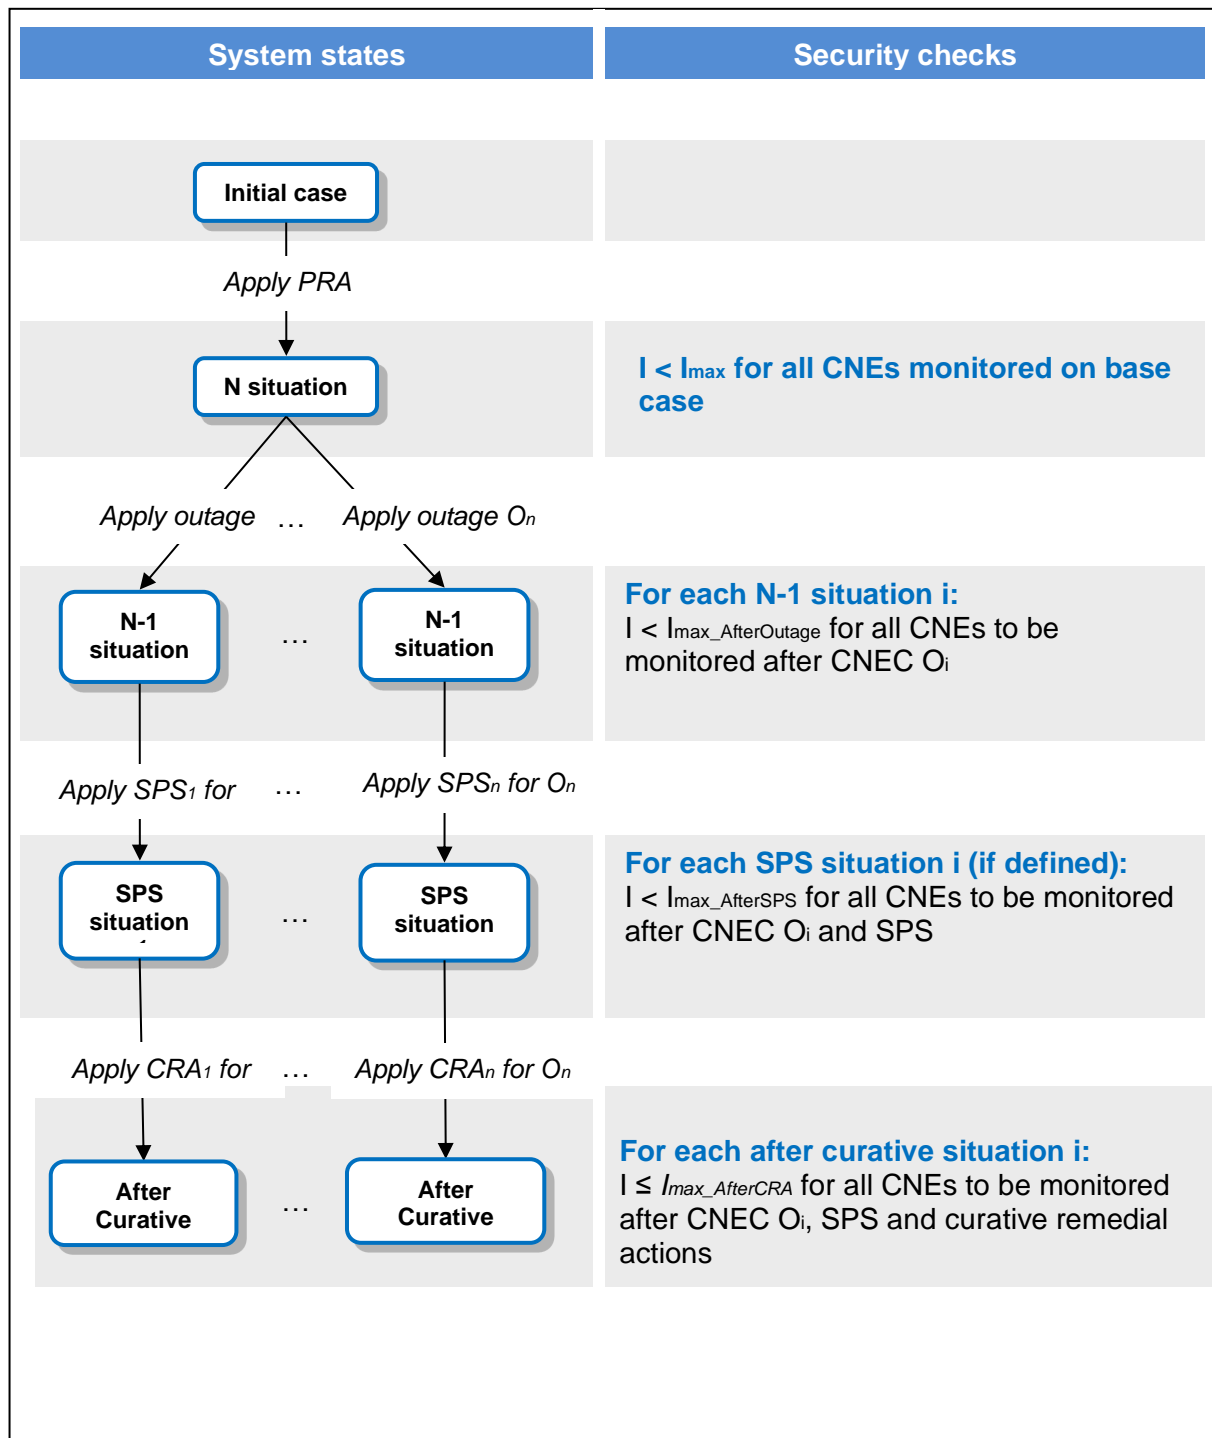 System states
Security checks
Initial case
Apply PRA
N situation
I < Imax for all CNEs monitored on base
case
Apply outage
...
Apply outage On
N-1
situation
...
N-1
situation
For each N-1 situation i:
I < Imax_AfterOutage for all CNEs to be
monitored after CNEC Oi
Apply SPS1 for
...
Apply SPSn for On
SPS
situation
...
SPS
situation
For each SPS situation i (if defined):
I < Imax_AfterSPS for all CNEs to be monitored
after CNEC Oi and SPS
Apply CRA1 for
...
Apply CRAn for On
After
Curative
...
After
Curative
For each after curative situation i:
I ≤ Imax_AfterCRA for all CNEs to be monitored
after CNEC Oi, SPS and curative remedial
actions